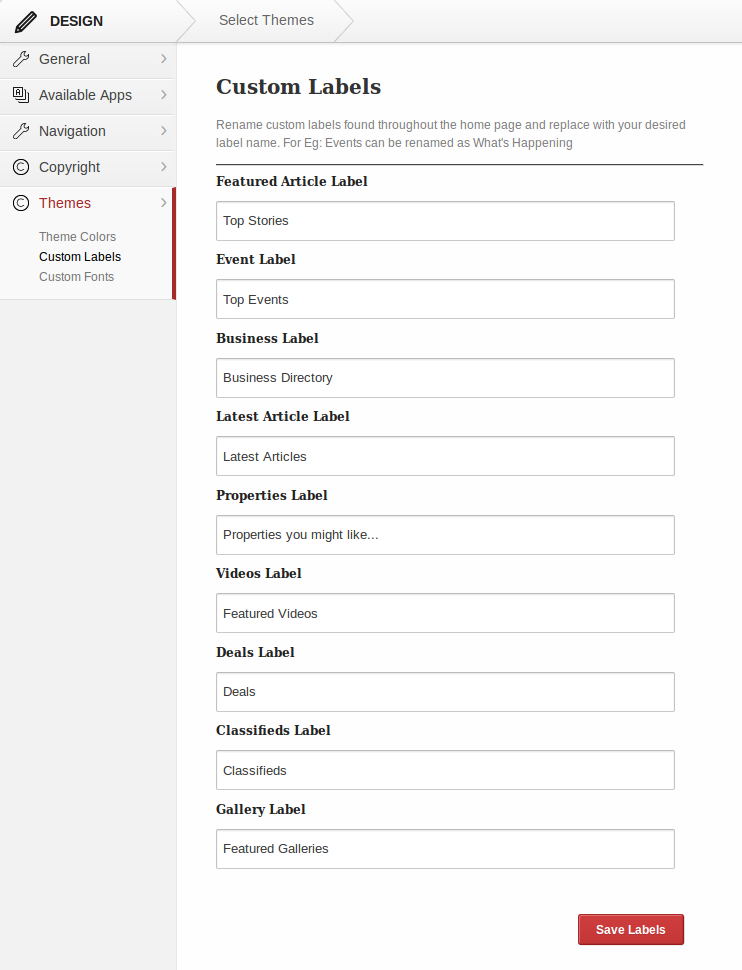 DESIGN
Select Themes
General
Available Apps
Navigation
Copyright
Themes
Theme Colors
Custom Labels
Custom Fonts
Custom Labels
Rename custom labels found throughout the home page and replace with your desired
label name. For Eg: Events can be renamed as What's Happening
Featured Article Label
Top Stories
Event Label
Top Events
Business Label
Business Directory
Latest Article Label
Latest Articles
Properties Label
Properties you might like...
Videos Label
Featured Videos
Deals Label
Deals
Classifieds Label
Classifieds
Gallery Label
Featured Galleries
Save Labels